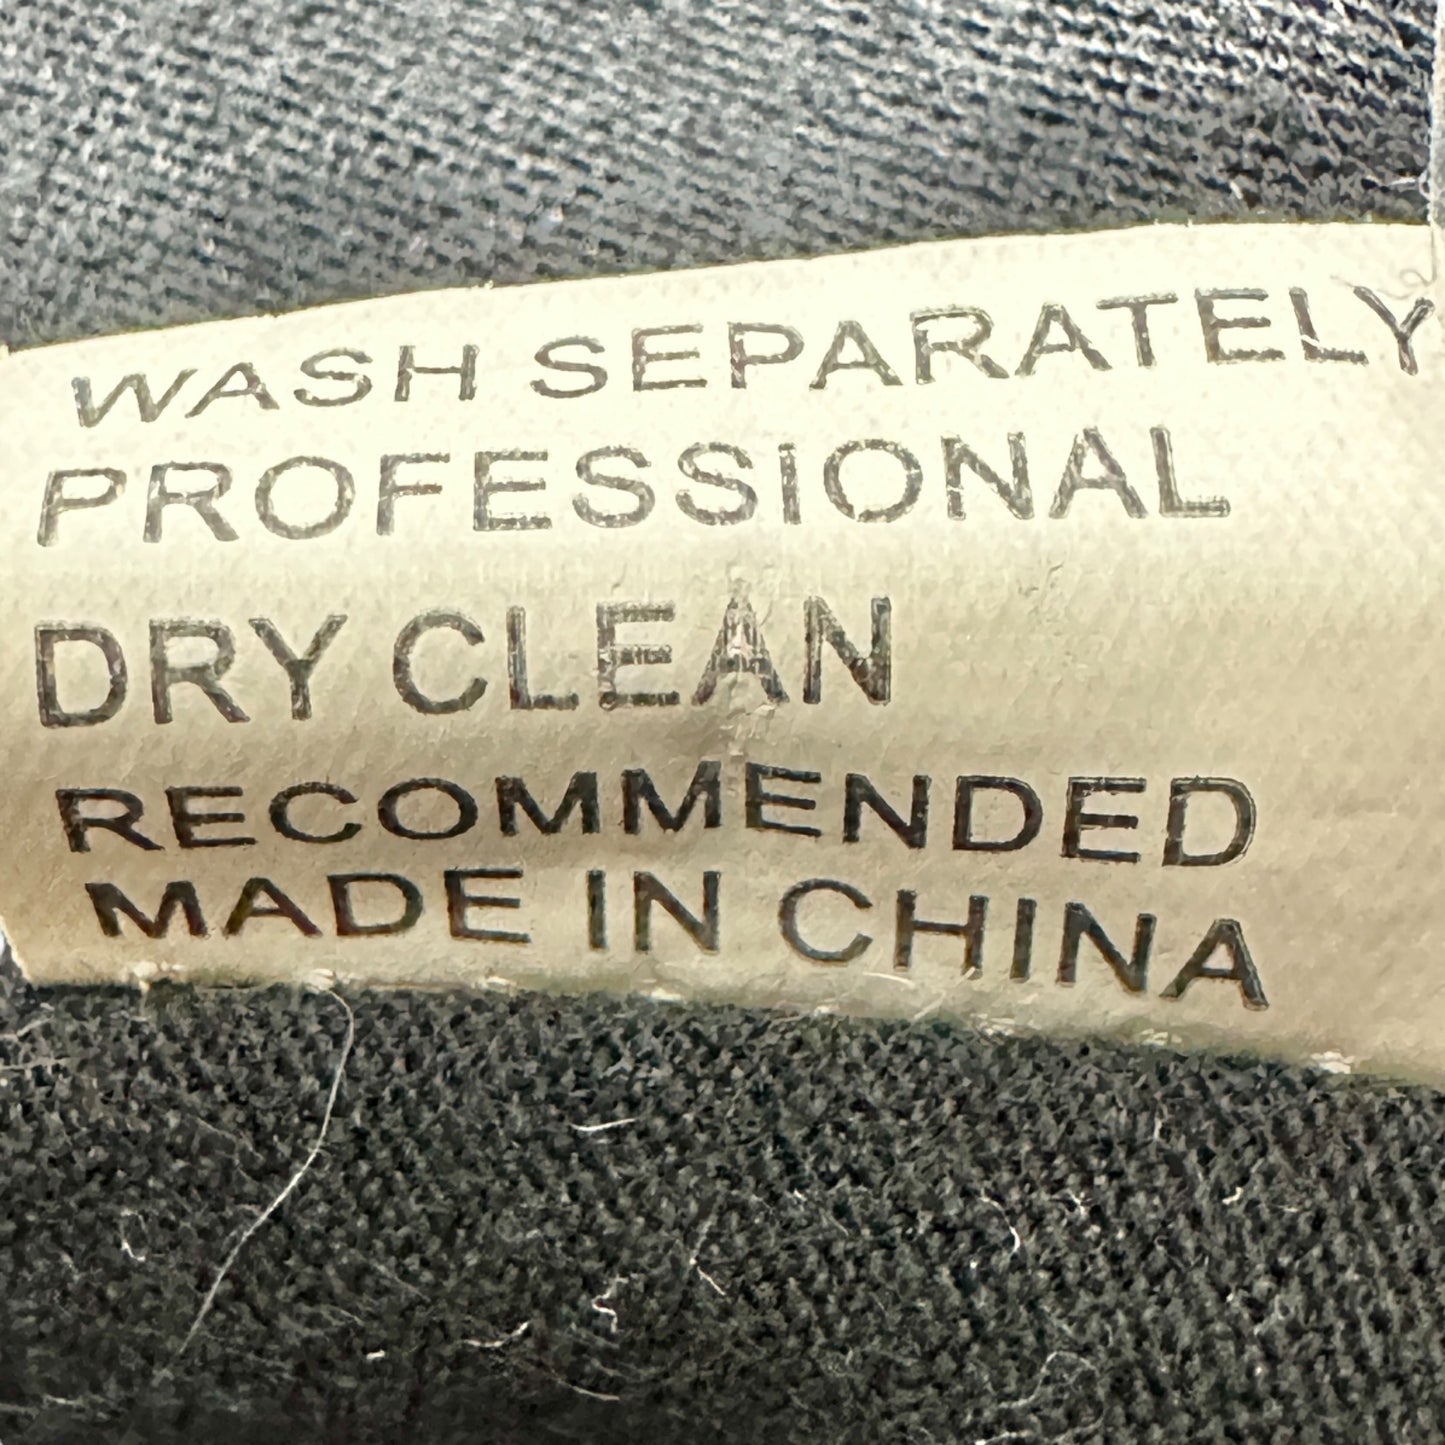 WASH SEPARATELY
PROFESSIONAL
DRY CLEAN
RECOMMENDED
MADE IN CHINA